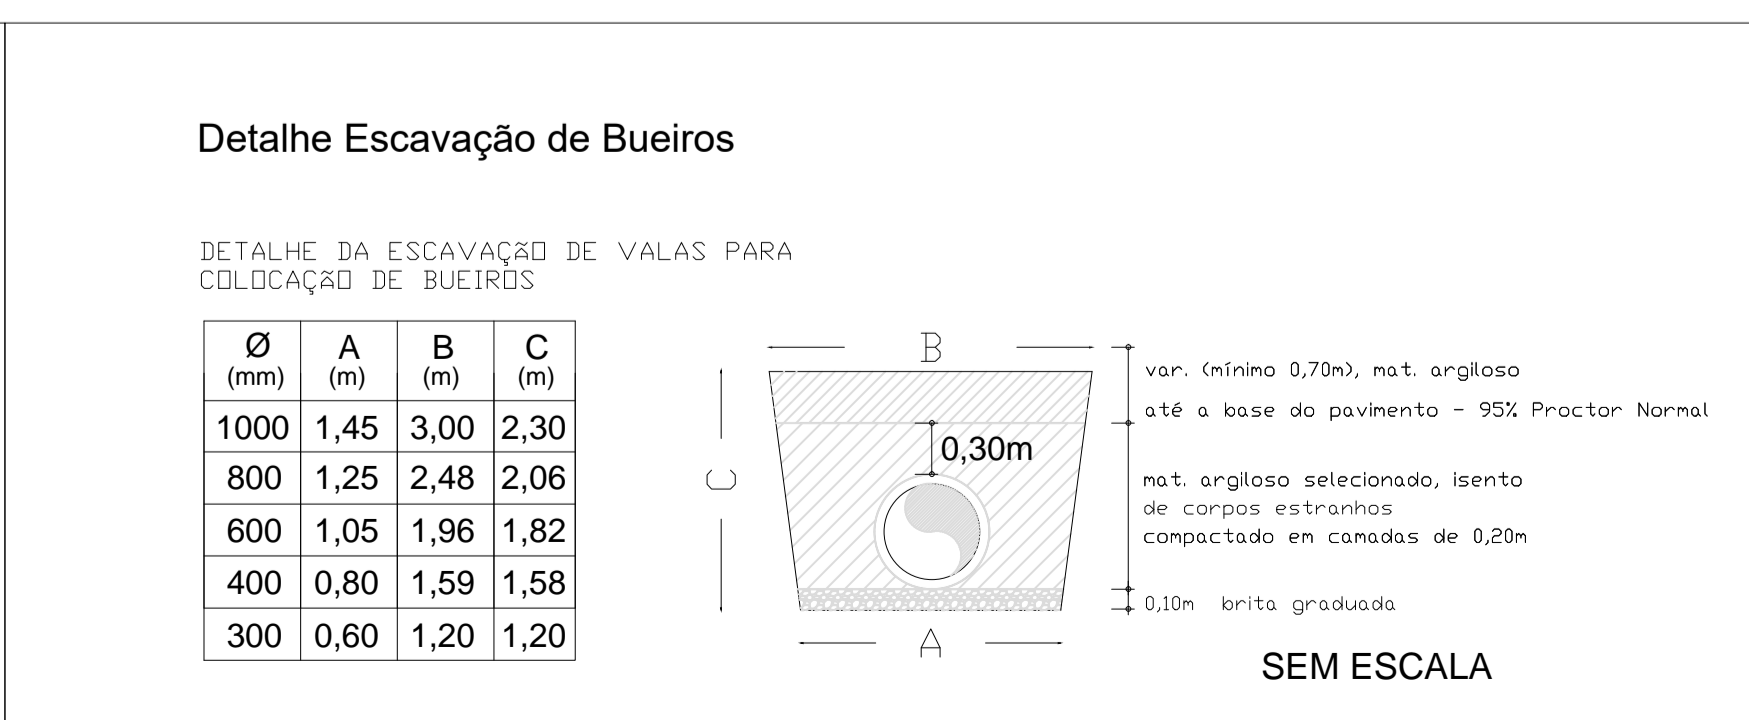 Detalhe Escavação de Bueiros
DETALHE DA ESCAVAÇÃO DE VALAS PARA
COLOCAÇÃO DE BUEIROS
Ø A B C
(mm) (m) (m) (m)
1000 1,45 3,00 2,30
800 1,25 2,48 2,06
600 1,05 1,96 1,82
400 0,80 1,59 1,58
300 0,60 1,20 1,20
B
C
0,30m
A
var. (mínimo 0,70m), mat. argiloso
até a base do pavimento - 95% Proctor Normal
mat. argiloso selecionado, isento
de corpos estranhos
compactado em camadas de 0,20m
0,10m brita graduada
SEM ESCALA